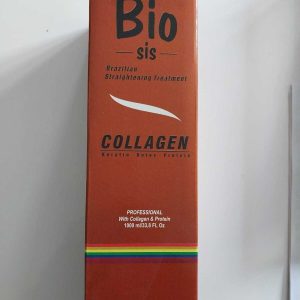 Bio
sis
Brazilian
Straightening Treatment
COLLAGEN
Keratin Botox Protein
PROFESSIONAL
With Collagen & Protein
1000 ml/33,8 FL Oz